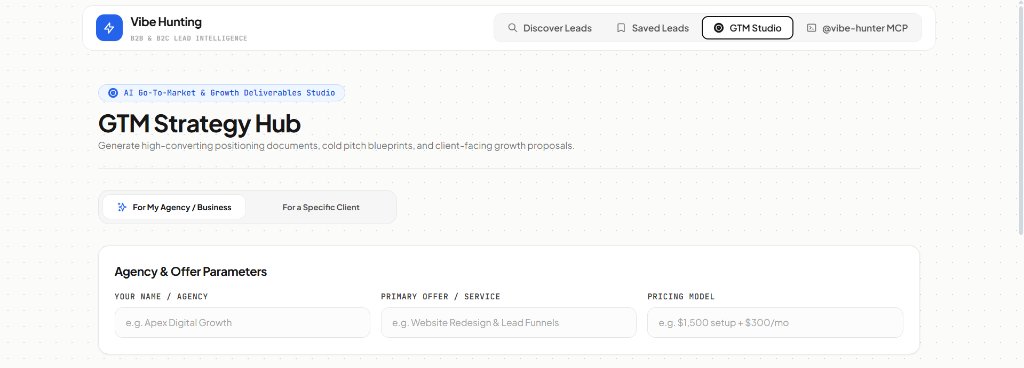 Vibe Hunting
B2B & B2C LEAD INTELLIGENCE
Discover Leads
Saved Leads
GTM Studio
@vibe-hunter MCP
AI Go-To-Market & Growth Deliverables Studio
GTM Strategy Hub
Generate high-converting positioning documents, cold pitch blueprints, and client-facing growth proposals.
For My Agency / Business
For a Specific Client
Agency & Offer Parameters
YOUR NAME / AGENCY
PRIMARY OFFER / SERVICE
PRICING MODEL
e.g. Apex Digital Growth
e.g. Website Redesign & Lead Funnels
e.g. $1,500 setup + $300/mo